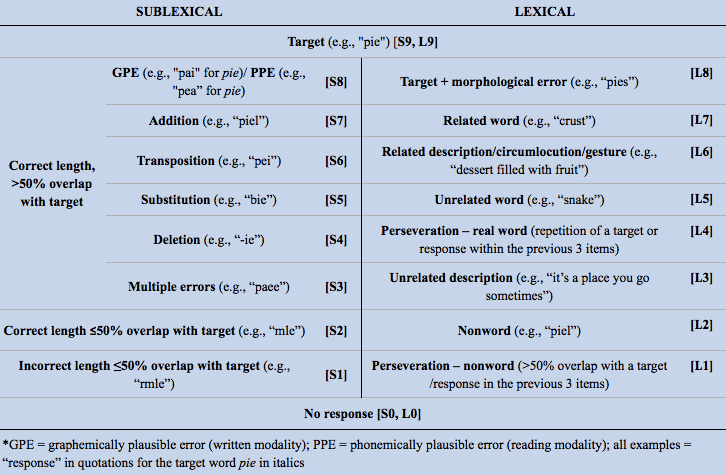 SUBLEXICAL LEXICAL
Target (e.g., "pie") [S9, L9]
Correct length,
>50% overlap
with target
GPE (e.g., "pai" for pie)/ PPE (e.g.,
"pea” for pie)
[S8]
Target + morphological error (e.g., “pies”) [L8]
Addition (e.g., “piel”) [S7]
Related word (e.g., “crust”) [L7]
Transposition (e.g., “pei”) [S6]
Related description/circumlocution/gesture (e.g.,
“dessert filled with fruit”)
[L6]
Substitution (e.g., “bie”) [S5]
Unrelated word (e.g., “snake”) [L5]
Deletion (e.g., “-ie”) [S4]
Perseveration – real word (repetition of a target or
response within the previous 3 items)
[L4]
Multiple errors (e.g., “paee”) [S3]
Unrelated description (e.g., “it’s a place you go
sometimes”)
[L3]
Correct length ≤50% overlap with target (e.g., “mle”) [S2]
Nonword (e.g., “piel”) [L2]
Incorrect length ≤50% overlap with target (e.g.,
“rmle”)
[S1]
Perseveration – nonword (>50% overlap with a target
/response in the previous 3 items)
[L1]
No response [S0, L0]
*GPE = graphemically plausible error (written modality); PPE = phonemically plausible error (reading modality); all examples =
“response” in quotations for the target word pie in italics